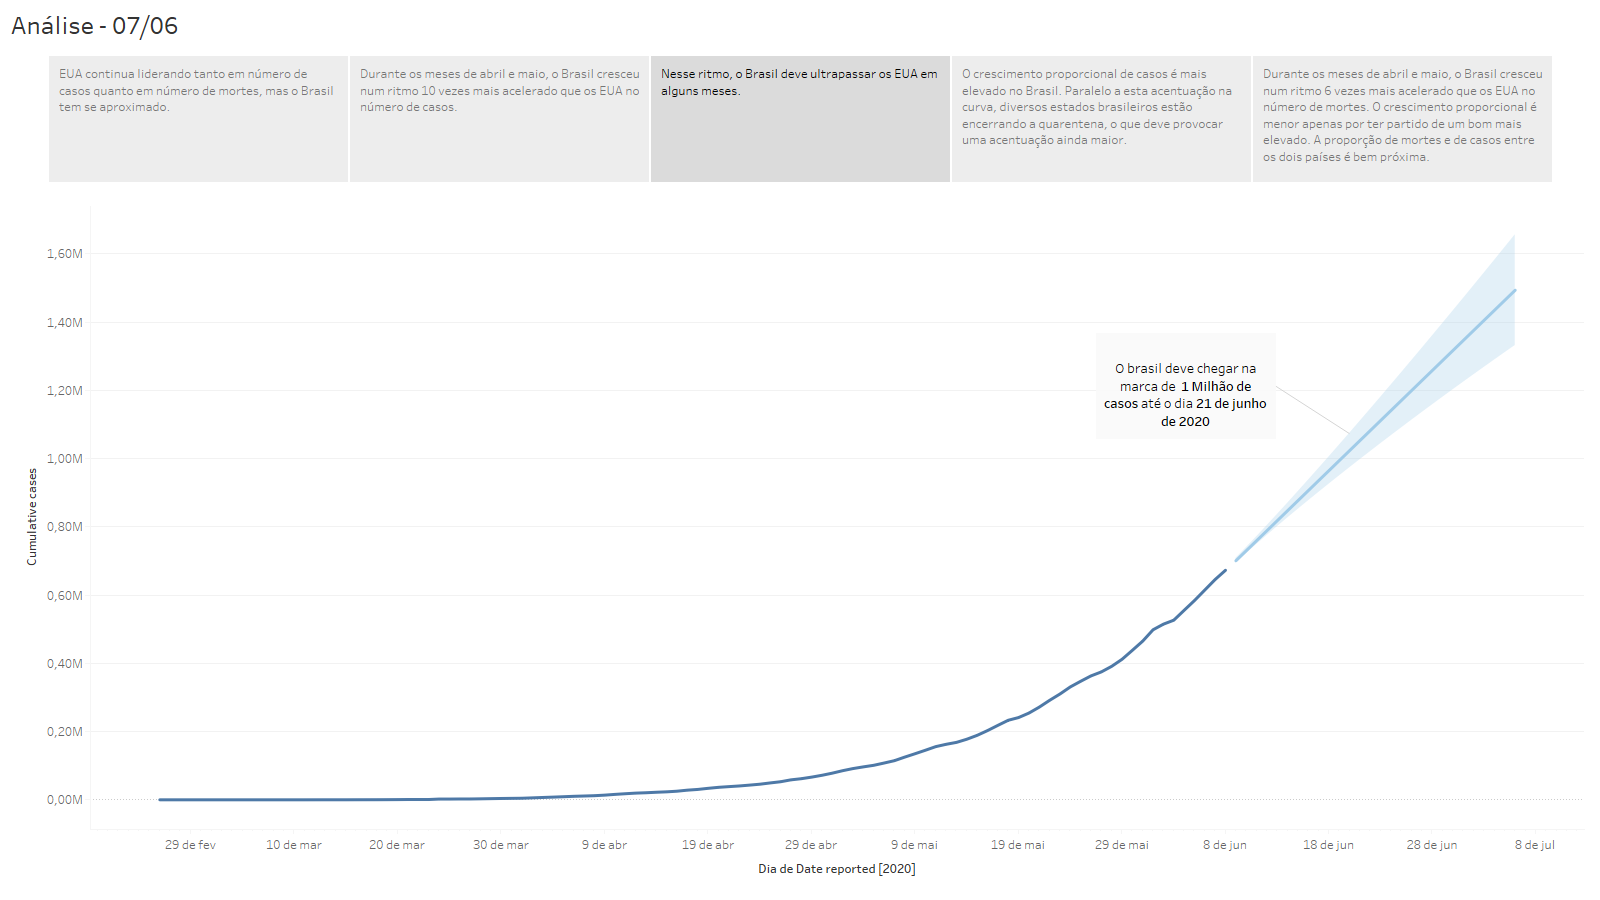 Análise - 07/06
EUA continua liderando tanto em número de
casos quanto em número de mortes, mas o Brasil
tem se aproximado.
Durante os meses de abril e maio, o Brasil cresceu
num ritmo 10 vezes mais acelerado que os EUA no
número de casos.
Nesse ritmo, o Brasil deve ultrapassar os EUA em
alguns meses.
O crescimento proporcional de casos é mais
elevado no Brasil. Paralelo a esta acentuação na
curva, diversos estados brasileiros estão
encerrando a quarentena, o que deve provocar
uma acentuação ainda maior.
Durante os meses de abril e maio, o Brasil cresceu
num ritmo 6 vezes mais acelerado que os EUA no
número de mortes. O crescimento proporcional é
menor apenas por ter partido de um bom mais
elevado. A proporção de mortes e de casos entre
os dois países é bem próxima.
1,60M
1,40M
1,20M
1,00M
0,80M
0,60M
0,40M
0,20M
0,00M
Cumulative cases
O brasil deve chegar na
marca de 1 Milhão de
casos até o dia 21 de junho
de 2020
29 de fev
10 de mar
20 de mar
30 de mar
9 de abr
19 de abr
29 de abr
9 de mai
19 de mai
29 de mai
8 de jun
18 de jun
28 de jun
8 de jul
Dia de Date reported [2020]